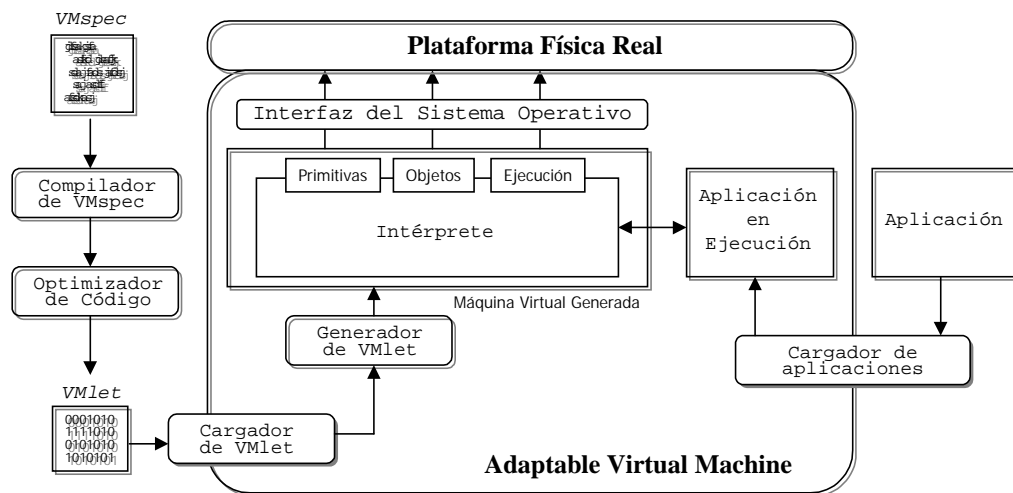 VMspec
Plataforma Física Real
Interfaz del Sistema Operativo
Compilador
de VMspec
Primitivas
Objetos
Ejecución
Intérprete
Aplicación
en
Ejecución
Aplicación
Optimizador
de Código
Máquina Virtual Generada
Generador
de VMlet
Cargador de
aplicaciones
VMlet
0001010
1111010
0101010
1010101
Cargador
de VMlet
Adaptable Virtual Machine